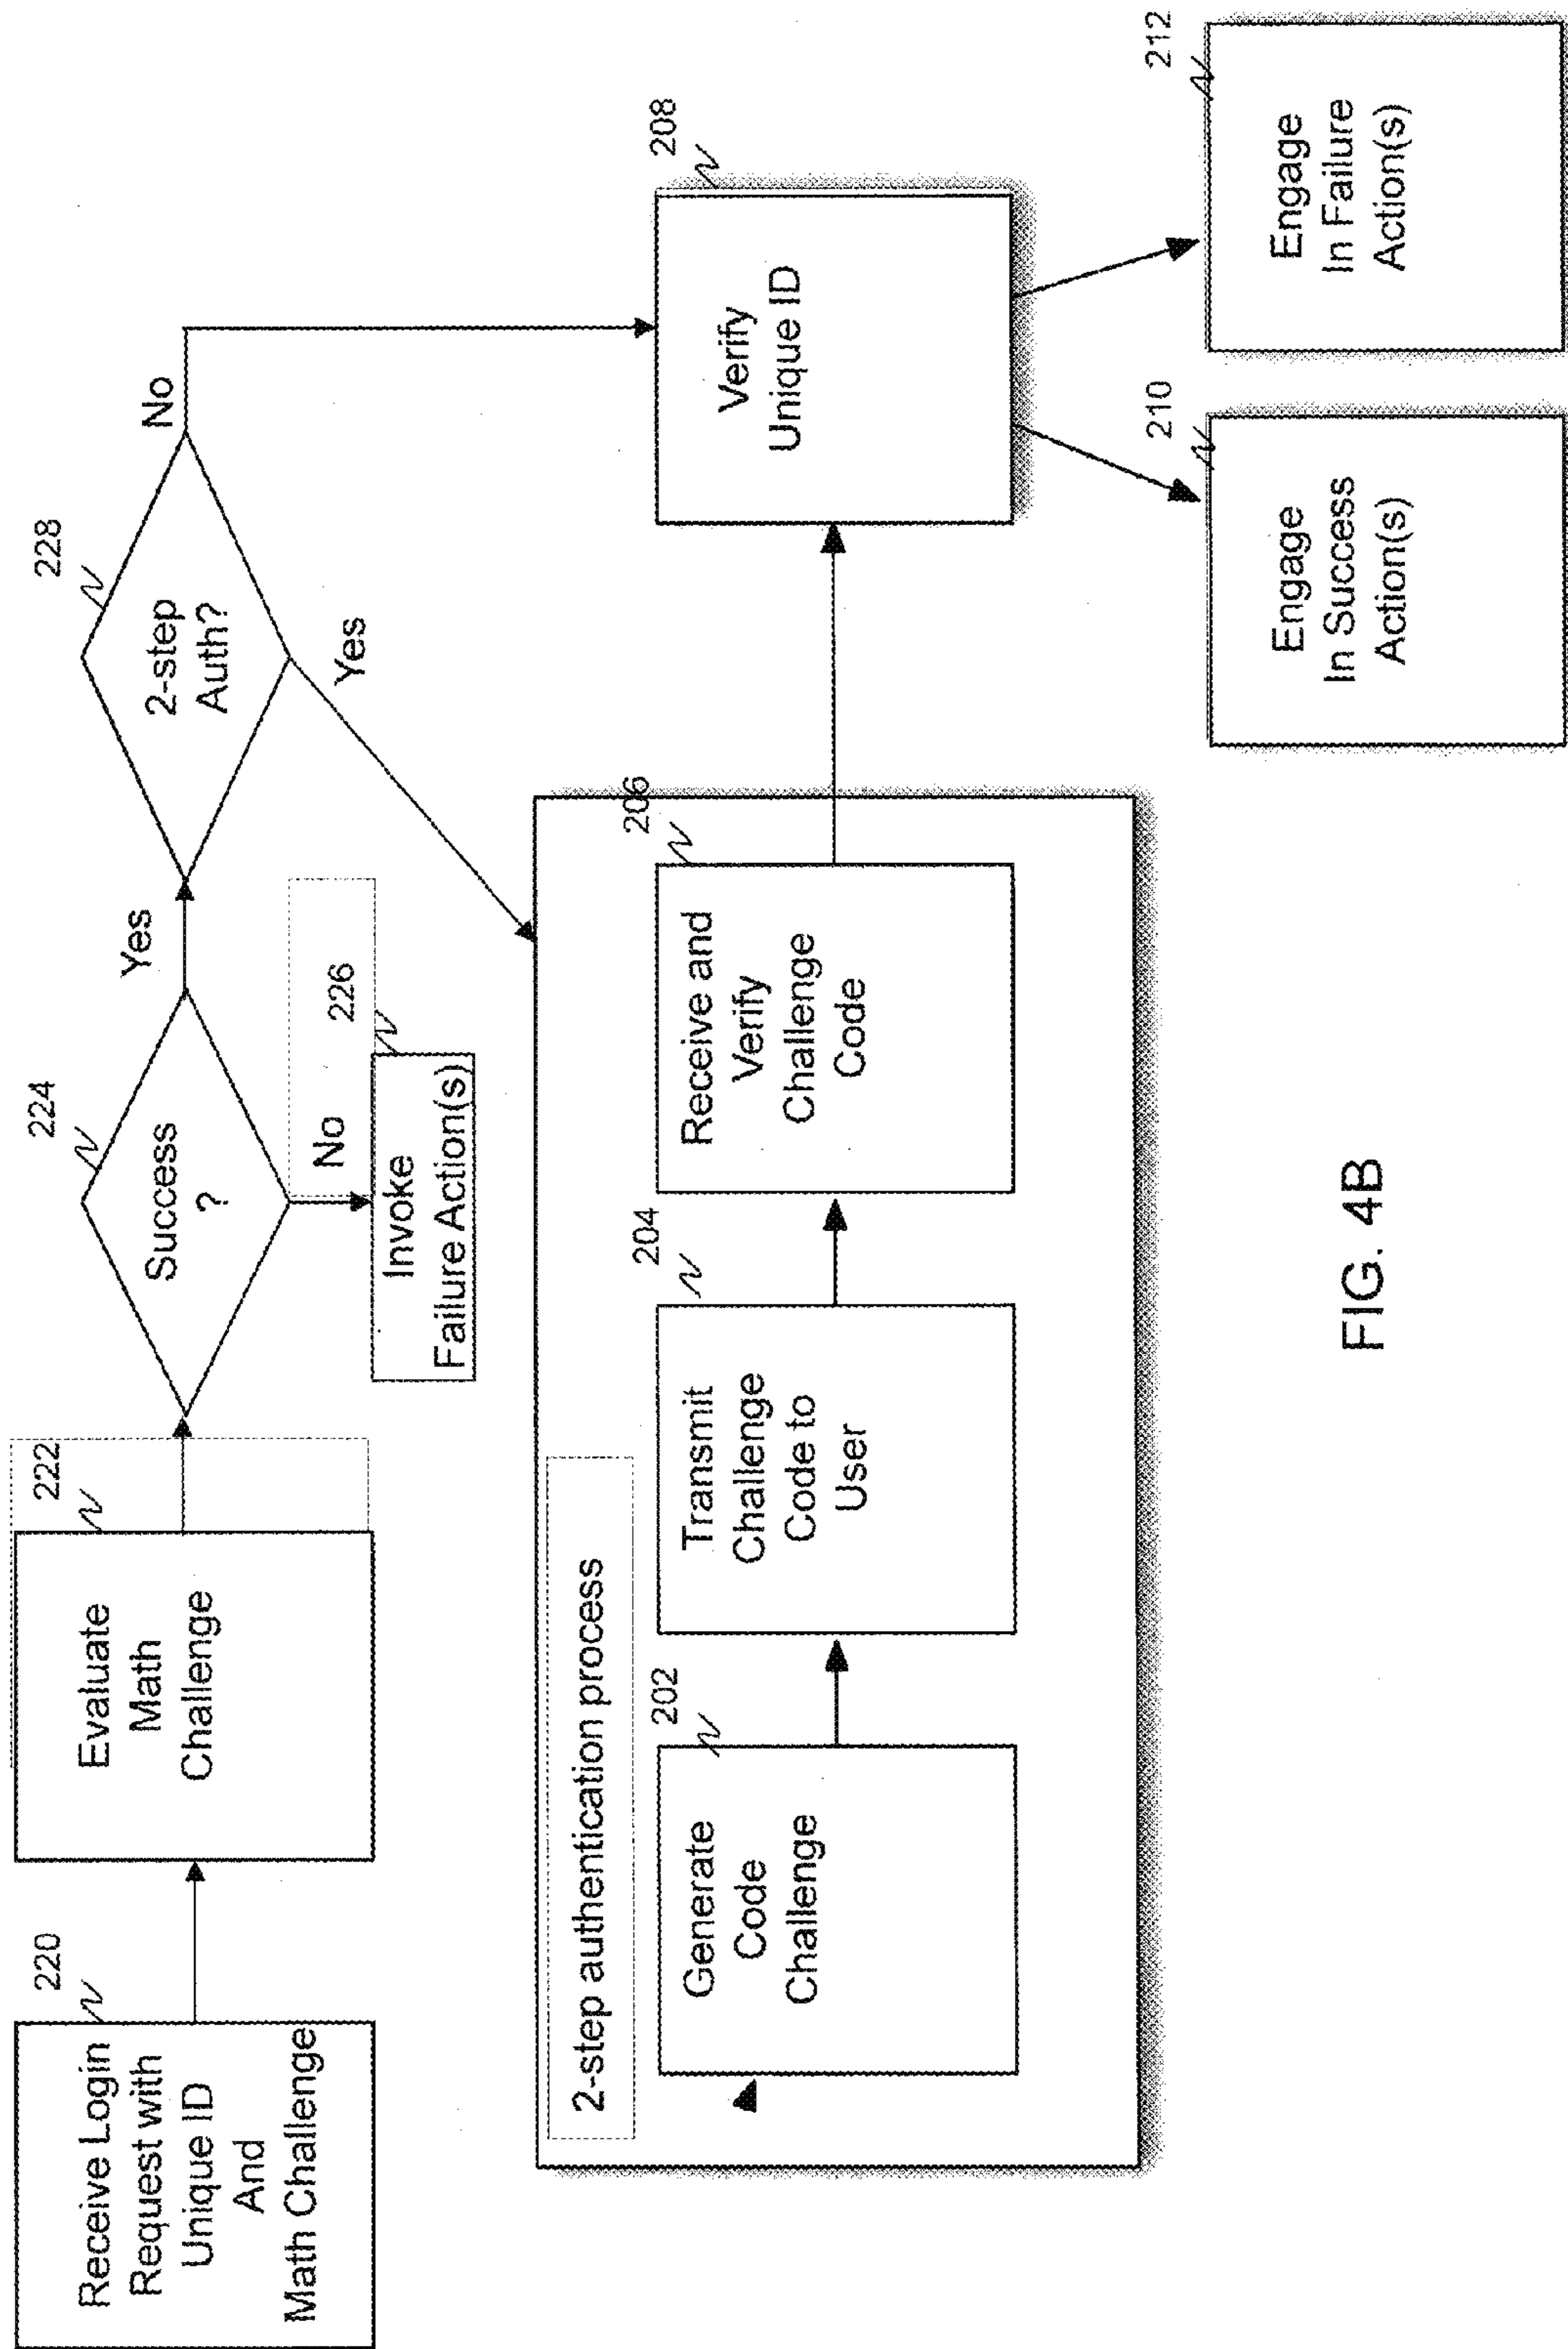 220
Receive Login
Request with
Unique ID
And
Math Challenge
222
Evaluate
Math
Challenge
224
Success
?
Yes
No
226
Invoke
Failure Action(s)
228
2-step
Auth?
No
Yes
2-step authentication process
202
Generate
Code
Challenge
204
Transmit
Challenge
Code to
User
206
Receive and
Verify
Challenge
Code
208
Verify
Unique ID
210
Engage
In Success
Action(s)
212
Engage
In Failure
Action(s)
FIG. 4B